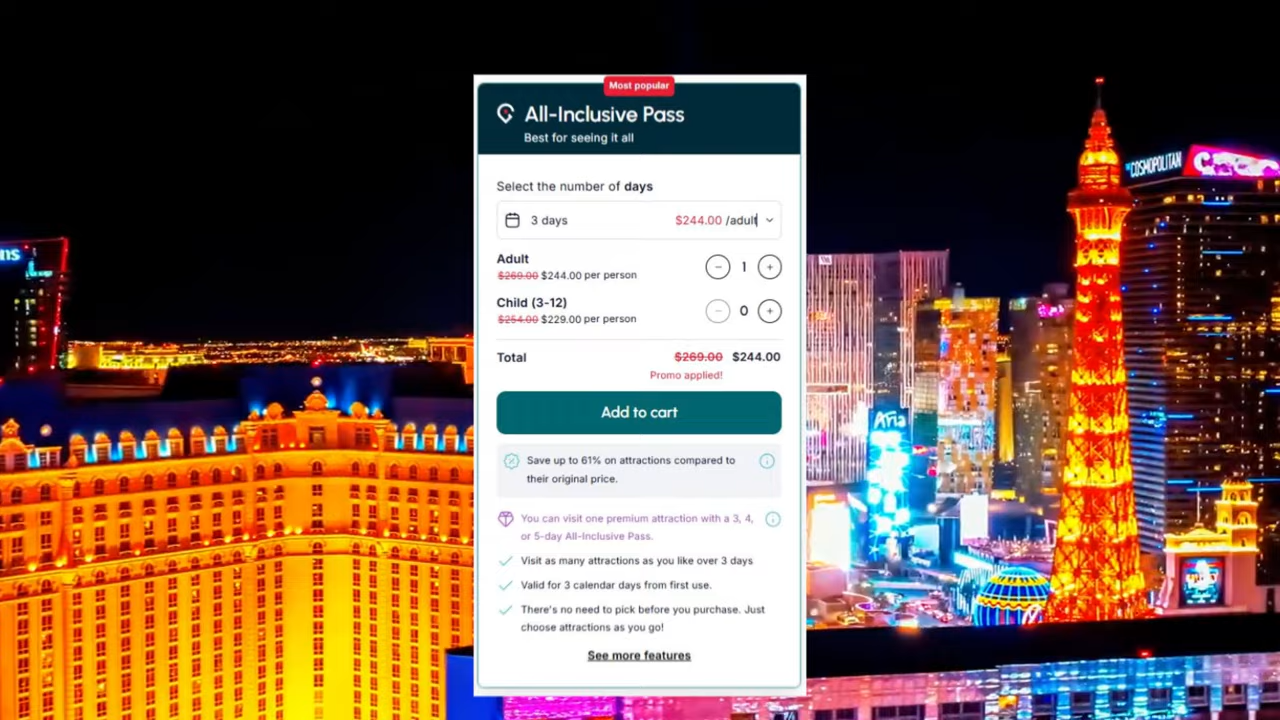 Most popular
All-Inclusive Pass
Best for seeing it all
Select the number of days
3 days $244.00 /adult
Adult
$269.00 $244.00 per person
1
Child (3-12)
$254.00 $229.00 per person
0
Total $269.00 $244.00
Promo applied!
Add to cart
Save up to 61% on attractions compared to
their original price.
You can visit one premium attraction with a 3, 4,
or 5-day All-Inclusive Pass.
Visit as many attractions as you like over 3 days
Valid for 3 calendar days from first use.
There's no need to pick before you purchase. Just
choose attractions as you go!
See more features
THE COSMOPOLITAN
Aria